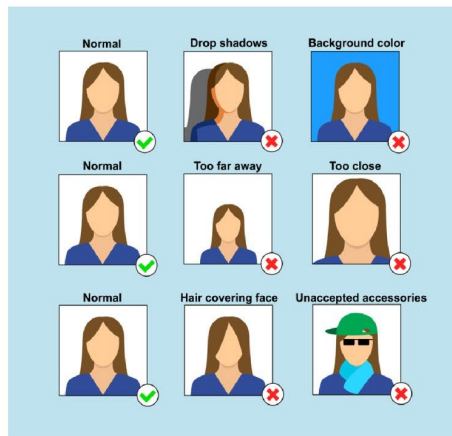 Normal
Drop shadows
Background color
Normal
Too far away
Too close
Normal
Hair covering face
Unaccepted accessories